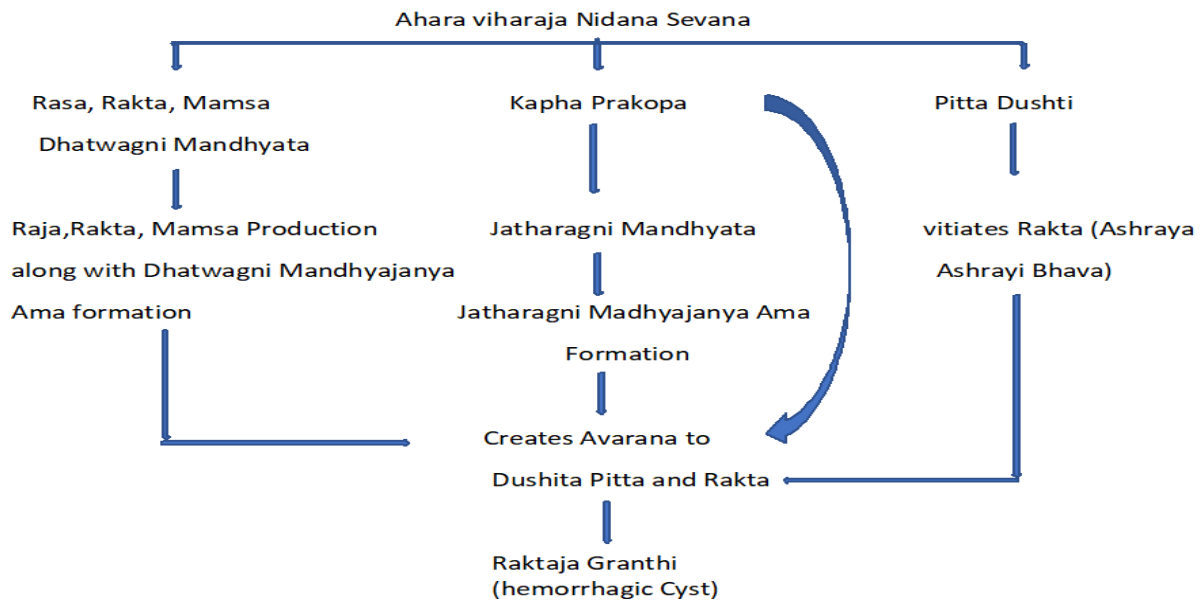 Ahara viharaja Nidana Sevana
Rasa, Rakta, Mamsa
Dhatwagni Mandhyata
Kapha Prakopa
Pitta Dushti
Raja,Rakta, Mamsa Production
along with Dhatwagni Mandhyajanya
Ama formation
Jatharagni Mandhyata
vitiates Rakta (Ashraya
Ashrayi Bhava)
Jatharagni Madhyajanya Ama
Formation
Creates Avarana to
Dushita Pitta and Rakta
Raktaja Granthi
(hemorrhagic Cyst)